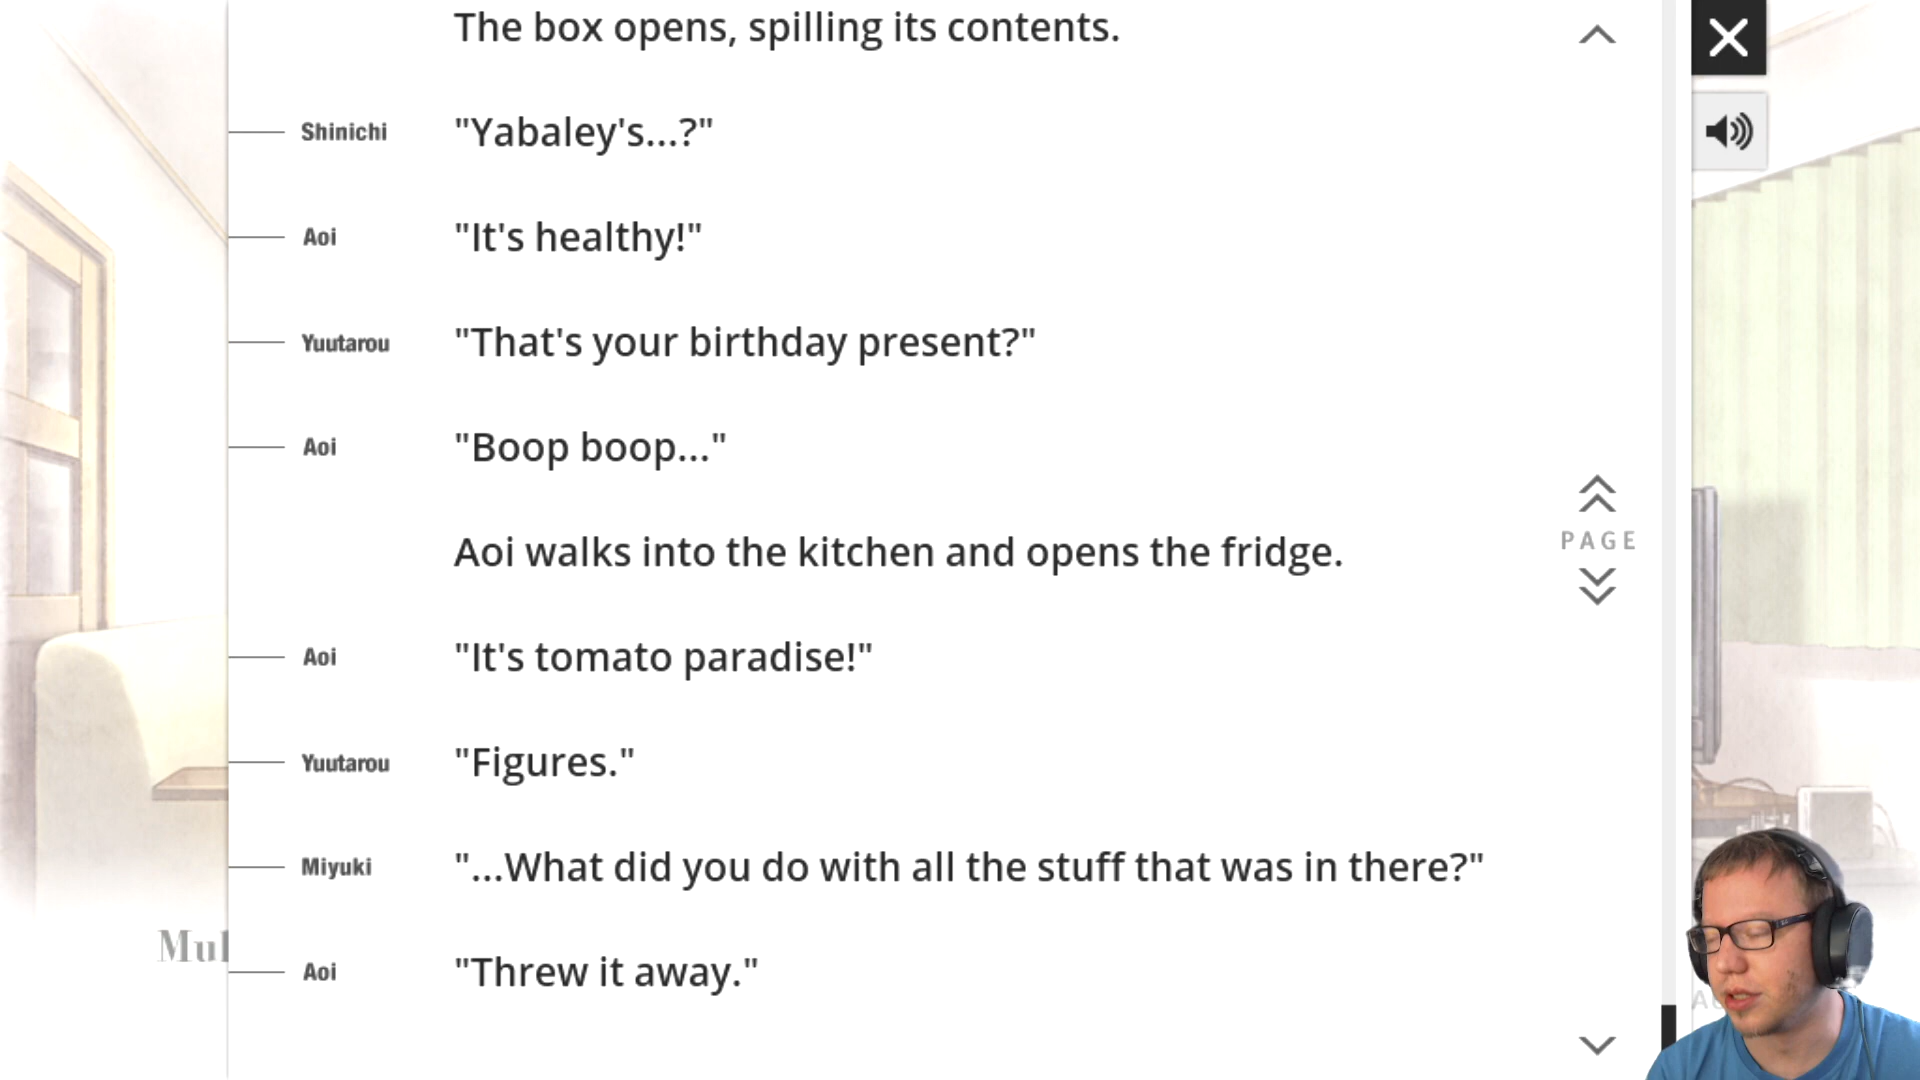 The box opens, spilling its contents.
Shinichi "Yabaley's...?"
Aoi "It's healthy!"
Yuutarou "That's your birthday present?"
Aoi "Boop boop..."
Aoi walks into the kitchen and opens the fridge.
PAGE
Aoi "It's tomato paradise!"
Yuutarou "Figures."
Miyuki "...What did you do with all the stuff that was in there?"
Mul
Aoi "Threw it away."